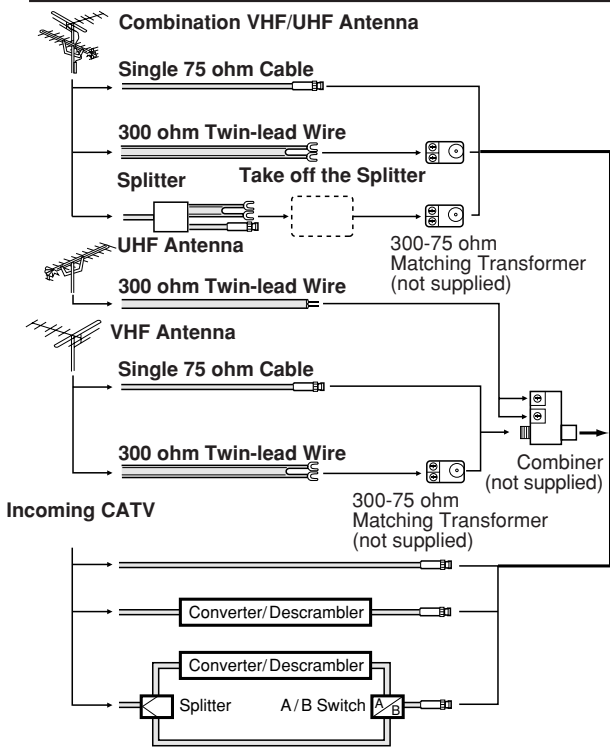 Combination VHF/UHF Antenna
Single 75 ohm Cable
300 ohm Twin-lead Wire
Splitter
Take off the Splitter
300-75 ohm
Matching Transformer
(not supplied)
UHF Antenna
300 ohm Twin-lead Wire
VHF Antenna
Single 75 ohm Cable
300 ohm Twin-lead Wire
Combiner
(not supplied)
300-75 ohm
Matching Transformer
(not supplied)
Incoming CATV
Converter/Descrambler
Converter/Descrambler
Splitter
A/B Switch
A
B